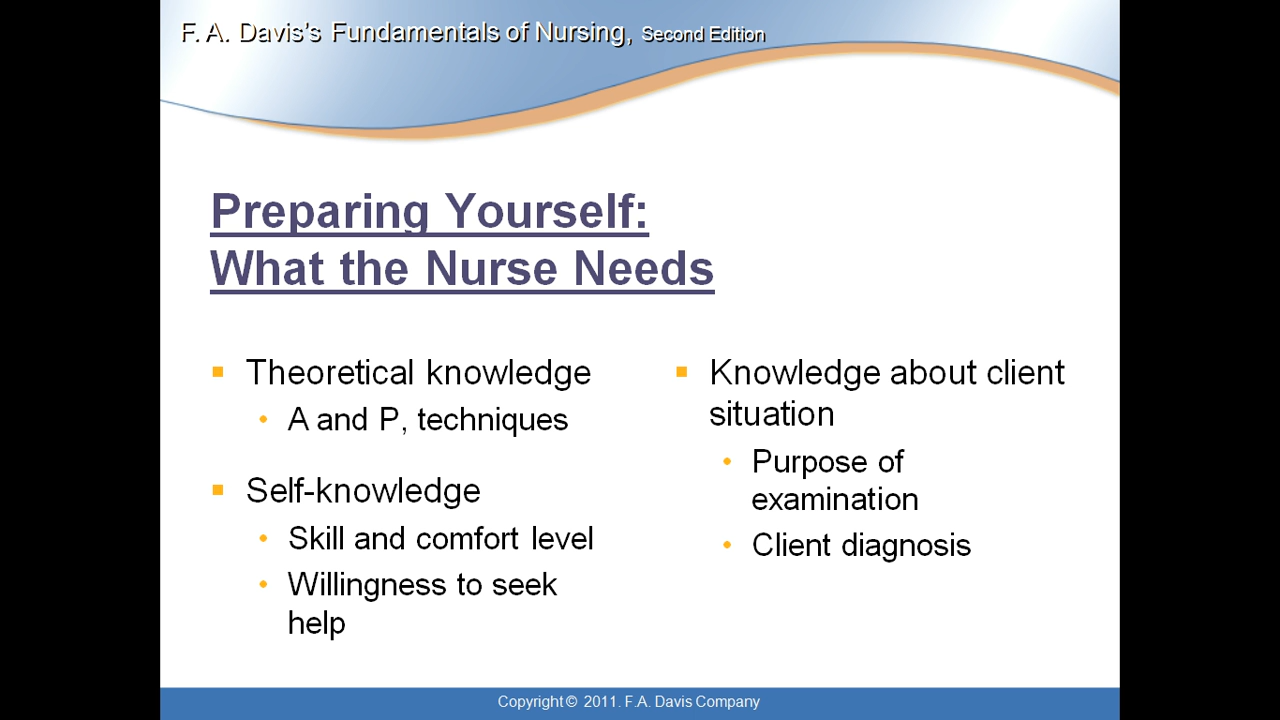 F. A. Davis's Fundamentals of Nursing, Second Edition
Preparing Yourself:
What the Nurse Needs
▪ Theoretical knowledge
• A and P, techniques
▪ Self-knowledge
• Skill and comfort level
• Willingness to seek
help
▪ Knowledge about client
situation
• Purpose of
examination
• Client diagnosis
Copyright © 2011. F.A. Davis Company